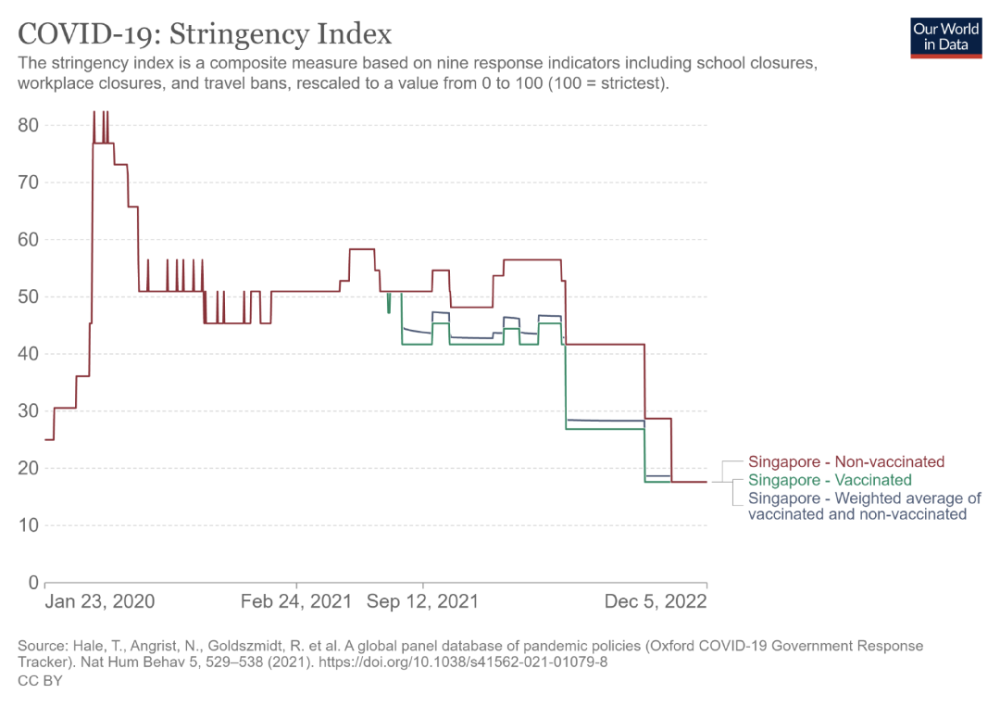 COVID-19: Stringency Index
Our World
in Data
The stringency index is a composite measure based on nine response indicators including school closures,
workplace closures, and travel bans, rescaled to a value from 0 to 100 (100 = strictest).
80
70
60
50
40
30
20
10
0
Singapore - Non-vaccinated
Singapore - Vaccinated
Singapore - Weighted average of
vaccinated and non-vaccinated
Jan 23, 2020
Feb 24, 2021
Sep 12, 2021
Dec 5, 2022
Source: Hale, T., Angrist, N., Goldszmidt, R. et al. A global panel database of pandemic policies (Oxford COVID-19 Government Response
Tracker). Nat Hum Behav 5, 529–538 (2021). https://doi.org/10.1038/s41562-021-01079-8
CC BY